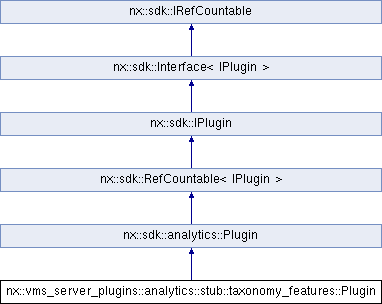 nx::sdk::IRefCountable
nx::sdk::Interface< IPlugin >
nx::sdk::IPlugin
nx::sdk::RefCountable< IPlugin >
nx::sdk::analytics::Plugin
nx::vms_server_plugins::analytics::stub::taxonomy_features::Plugin